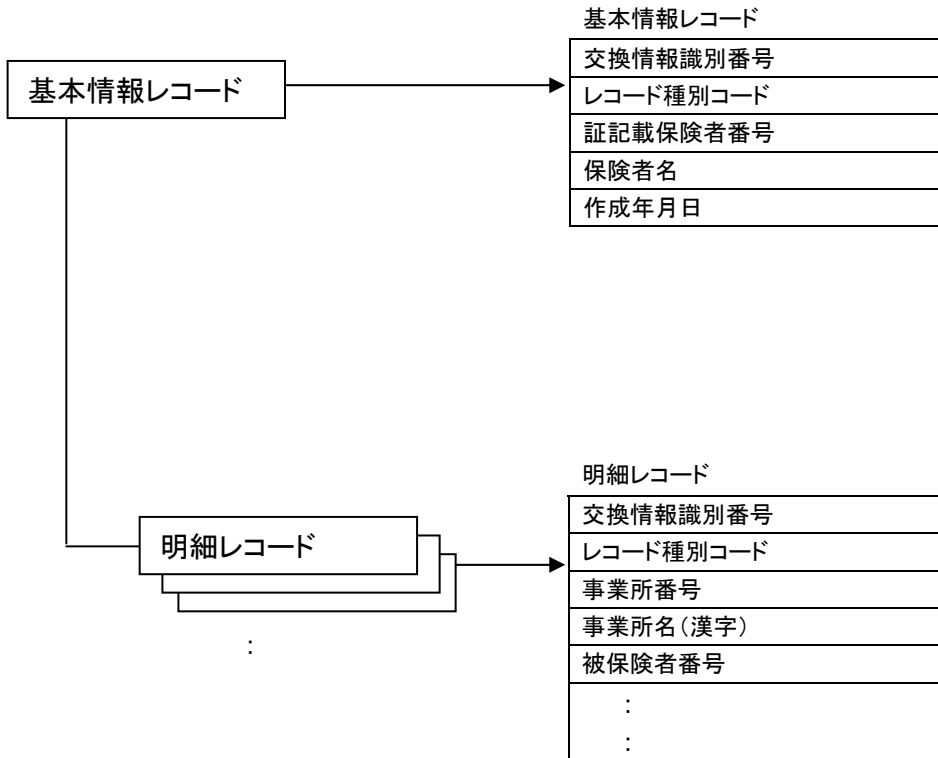 基本情報レコード
基本情報レコード
交換情報識別番号
レコード種別コード
証記載保険者番号
保険者名
作成年月日
明細レコード
明細レコード
:
交換情報識別番号
レコード種別コード
事業所番号
事業所名(漢字)
被保険者番号
:
: